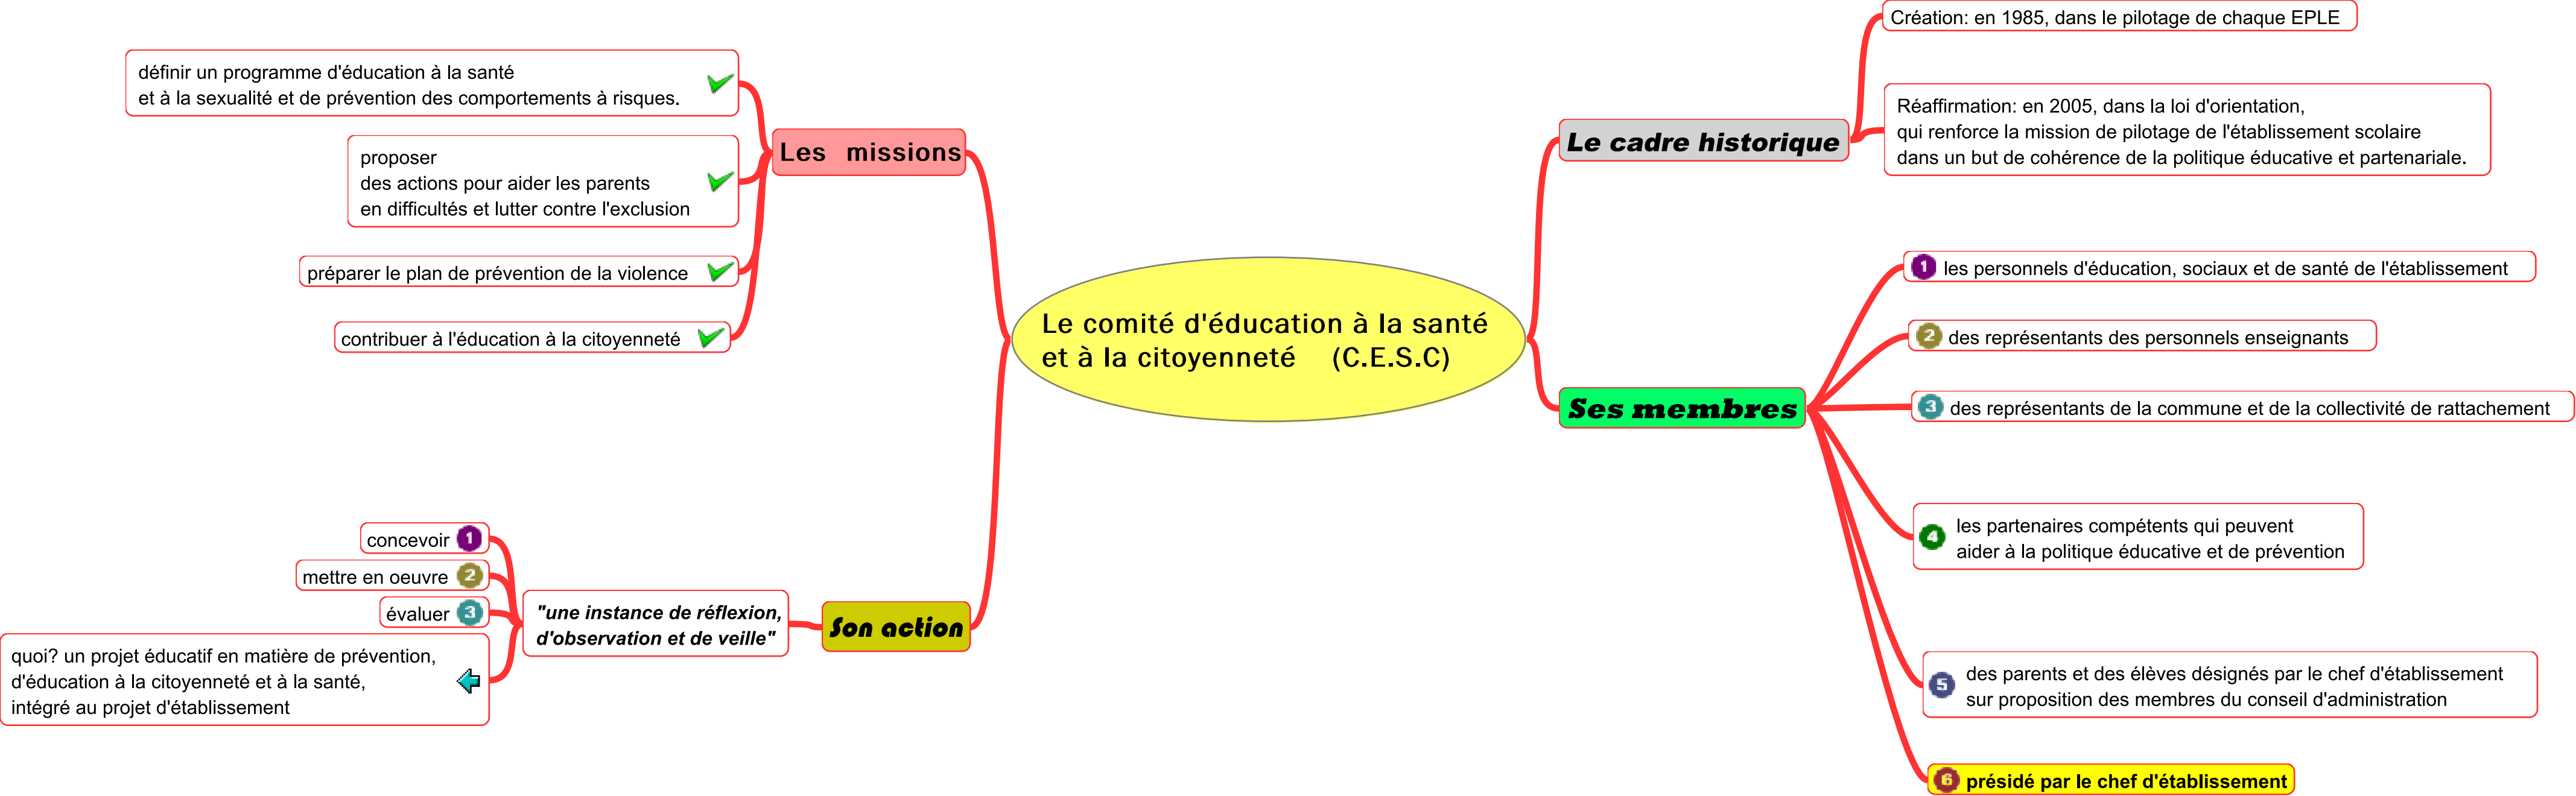 Le comité d'éducation à la santé
et à la citoyenneté (C.E.S.C)
Le cadre historique
Création: en 1985, dans le pilotage de chaque EPLE
Réaffirmation: en 2005, dans la loi d'orientation,
qui renforce la mission de pilotage de l'établissement scolaire
dans un but de cohérence de la politique éducative et partenariale.
Ses membres
1 les personnels d'éducation, sociaux et de santé de l'établissement
2 des représentants des personnels enseignants
3 des représentants de la commune et de la collectivité de rattachement
4 les partenaires compétents qui peuvent
aider à la politique éducative et de prévention
5 des parents et des élèves désignés par le chef d'établissement
sur proposition des membres du conseil d'administration
6 présidé par le chef d'établissement
Les missions
définir un programme d'éducation à la santé
et à la sexualité et de prévention des comportements à risques.
proposer
des actions pour aider les parents
en difficultés et lutter contre l'exclusion
préparer le plan de prévention de la violence
contribuer à l'éducation à la citoyenneté
Son action
"une instance de réflexion,
d'observation et de veille"
concevoir 1
mettre en oeuvre 2
évaluer 3
quoi? un projet éducatif en matière de prévention,
d'éducation à la citoyenneté et à la santé,
intégré au projet d'établissement